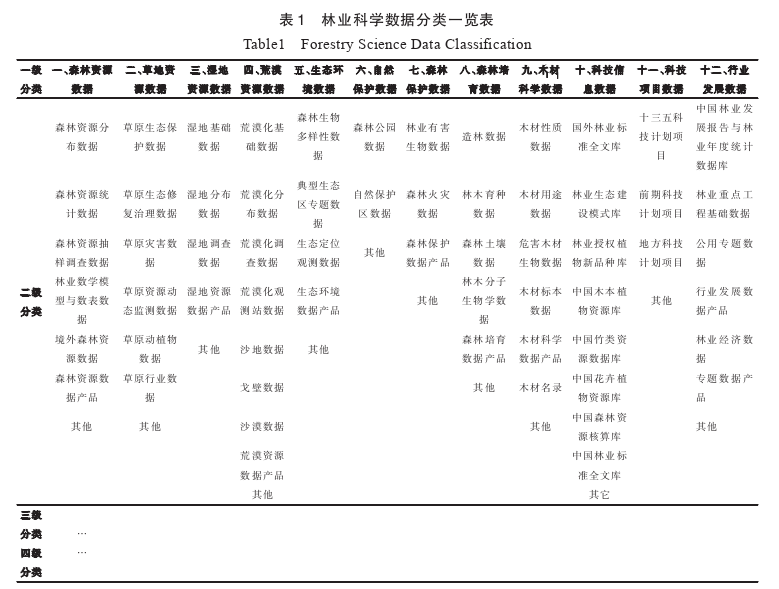 表1 林业科学数据分类一览表
Table1 Forestry Science Data Classification
一级 一、森林资源 二、草地资 三、湿地 四、荒漠 五、生态环 六、自然 七、森林 八、森林培 九、木材 十、科技信 十一、科技 十二、行业
分类 数据 源数据 资源数据 资源数据 境数据 保护数据 保护数据 育数据 科学数据 息数据 项目数据 发展数据
森林资源分布数据 草原生态保护数据 湿地基础数据 荒漠化基础数据 森林生物多样性数据 森林公园数据 林业有害生物数据 造林数据 木材性质数据 国外林业标准全文库 十三五科技计划项目 中国林业发展报告与林业年度统计数据库
森林资源统计数据 草原生态修复治理数据 湿地分布数据 荒漠化分布数据 典型生态区专题数据 自然保护区数据 森林火灾数据 林木育种数据 木材用途数据 林业生态建设模式库 前期科技计划项目 林业重点工程基础数据
森林资源抽样调查数据 草原灾害数据 湿地调查数据 荒漠化调查数据 生态定位观测数据 其他 森林保护数据产品 森林土壤数据 危害木材生物数据 林业授权植物新品种库 地方科技计划项目 公用专题数据
二级分类 林业数学模型与数表数据 草原资源动态监测数据 湿地资源数据产品 荒漠化观测站数据 生态环境数据产品 其他 林木分子生物学数据 木材标本数据 中国木本植物资源库 其他 行业发展数据产品
境外森林资源数据 草原动植物数据 其他 沙地数据 其他 森林培育数据产品 木材科学数据产品 中国竹类资源数据库 林业经济数据
森林资源数据产品 草原行业数据 戈壁数据 其他 木材名录 中国花卉植物资源库 专题数据产品
其他 其他 沙漠数据 其他 中国森林资源核算库 其他
荒漠资源数据产品 中国林业标准全文库
其他 其它
三级
分类 …
四级 …
分类